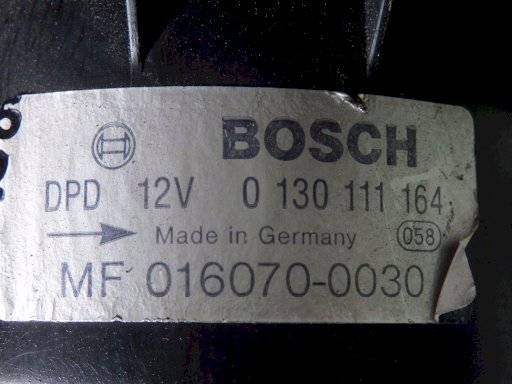 BOSCH
DPD 12V 0 130 111 164
Made in Germany 058
MF 016070-0030